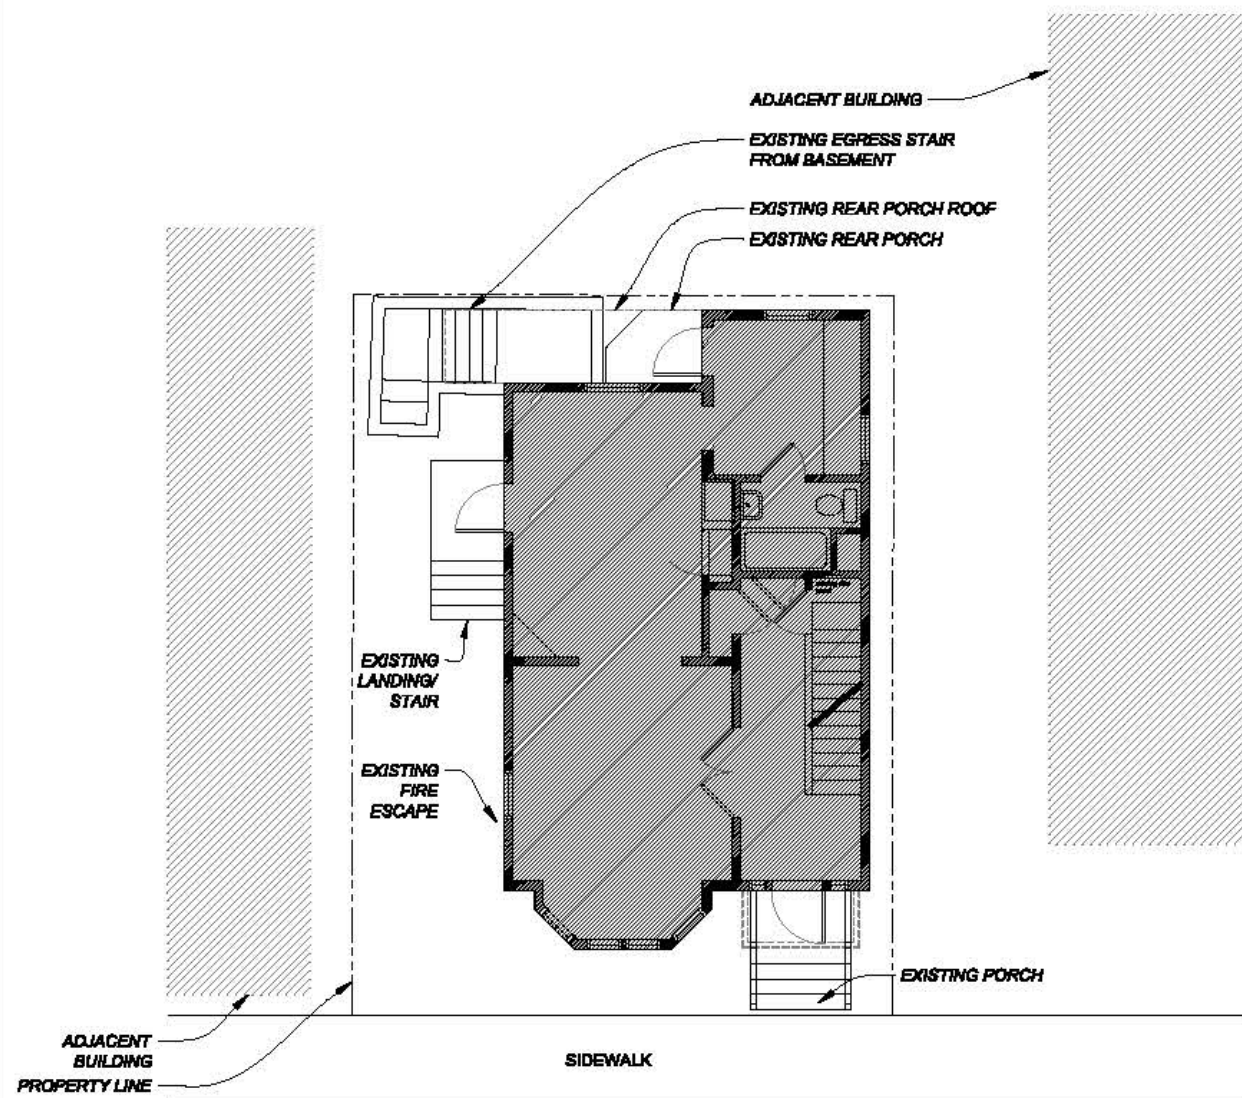 ADJACENT BUILDING
EXISTING EGRESS STAIR
FROM BASEMENT
EXISTING REAR PORCH ROOF
EXISTING REAR PORCH
EXISTING
LANDING/
STAIR
EXISTING
FIRE
ESCAPE
EXISTING PORCH
ADJACENT
BUILDING
PROPERTY LINE
SIDEWALK